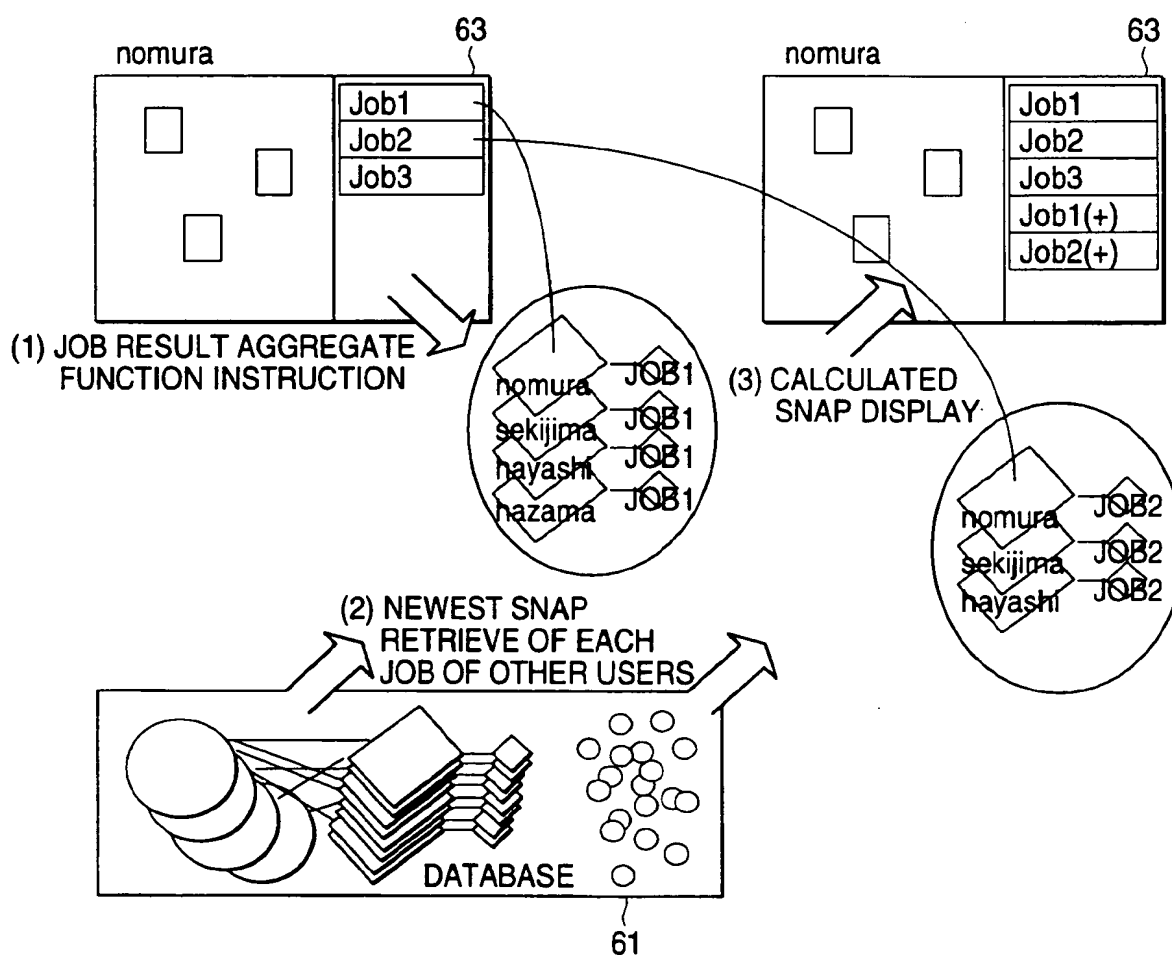 63
nomura
Job1
Job2
Job3
63
nomura
Job1
Job2
Job3
Job1(+)
Job2(+)
(1) JOB RESULT AGGREGATE
FUNCTION INSTRUCTION
nomura JOB1
sekijima JOB1
hayashi JOB1
hazama JOB1
(3) CALCULATED
SNAP DISPLAY
nomura JOB2
sekijima JOB2
hayashi JOB2
(2) NEWEST SNAP
RETRIEVE OF EACH
JOB OF OTHER USERS
DATABASE
61